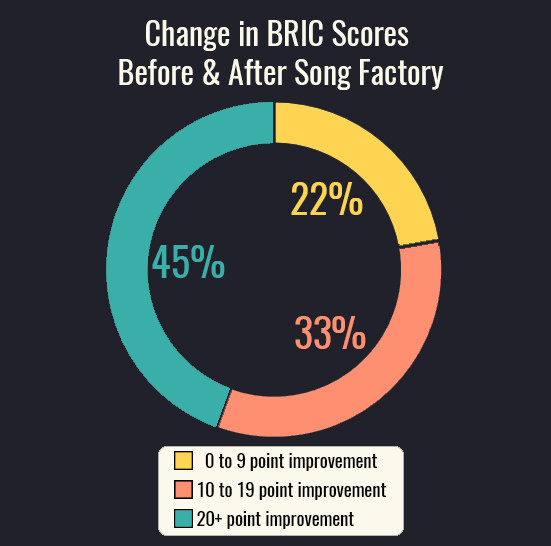 Change in BRIC Scores
Before & After Song Factory
22%
45%
33%
0 to 9 point improvement
10 to 19 point improvement
20+ point improvement